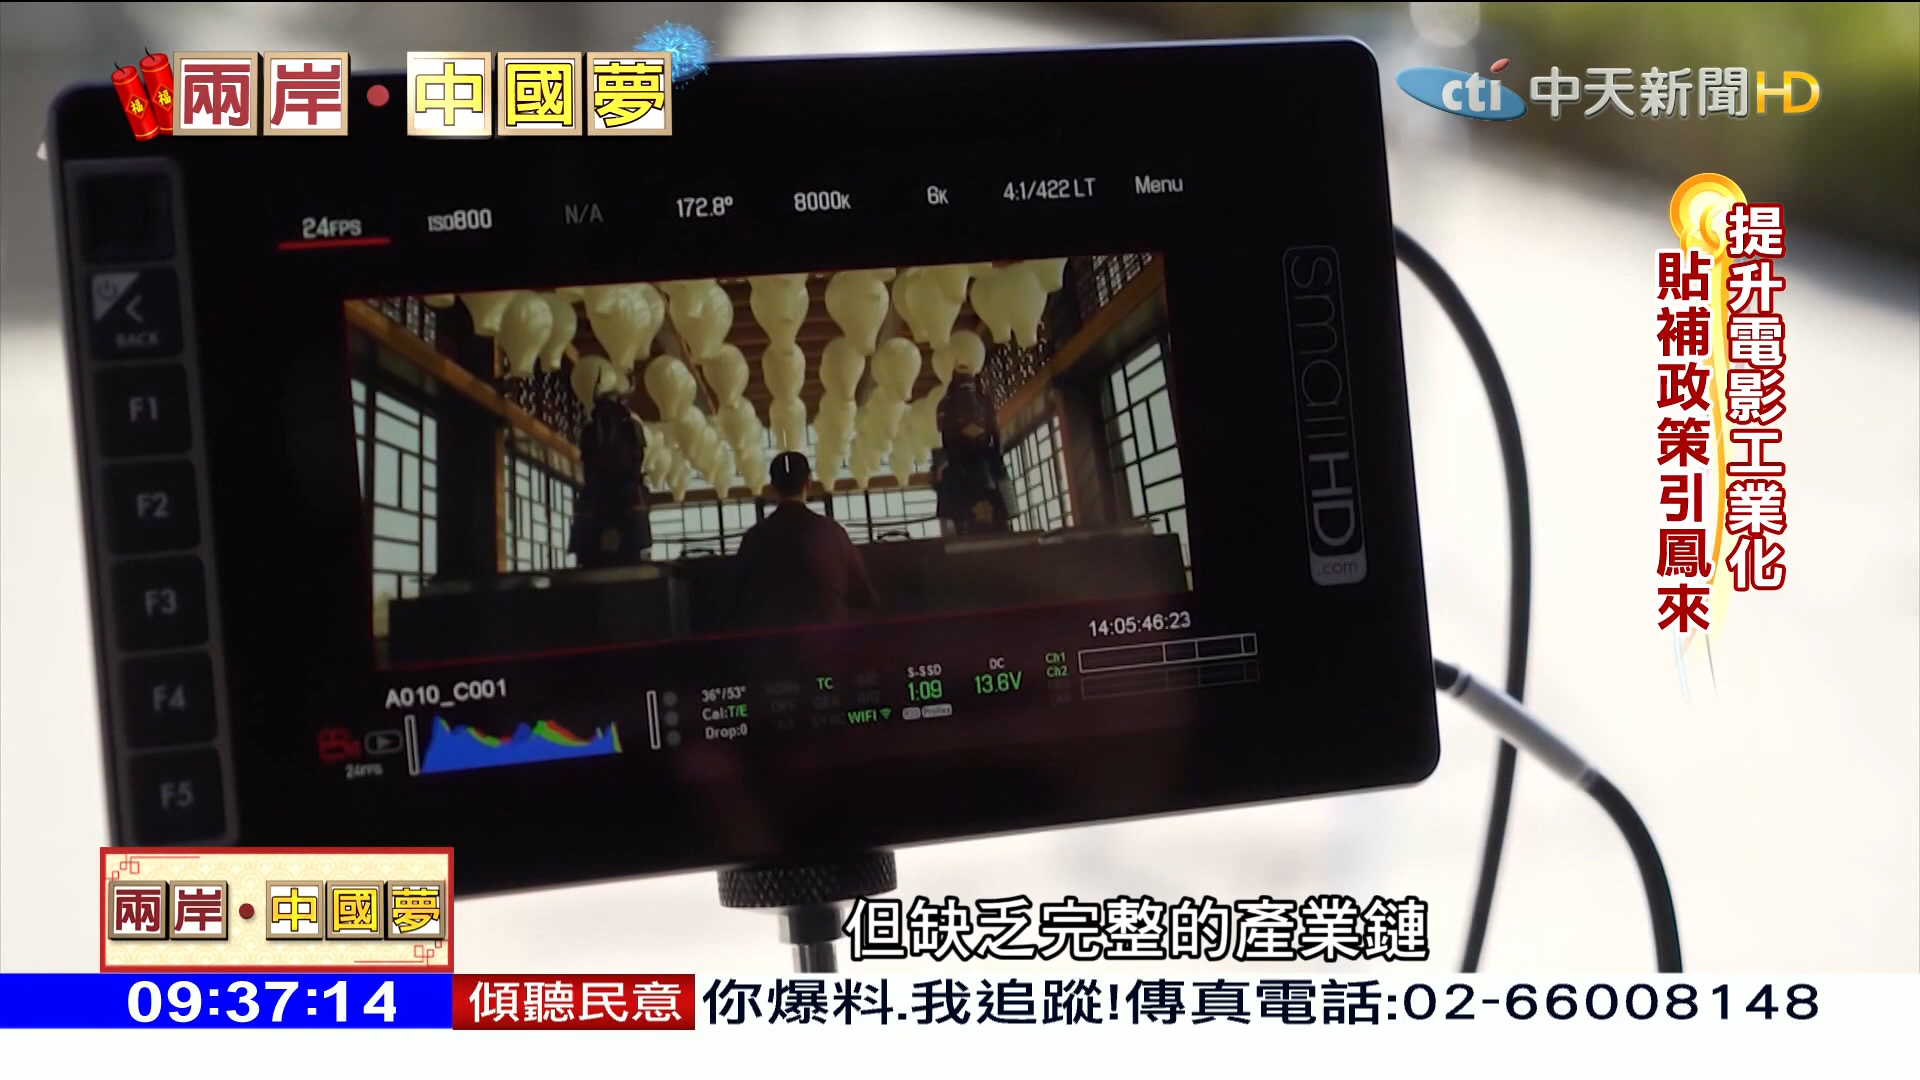 兩岸·中國夢
cti 中天新聞HD
提升電影工業化
貼補政策引鳳來
24FPS ISO800 N/A 172.8° 8000K 6K 4:1/422 LT Menu
BACK
F1
F2
F3
F4
F5
smallHD
.com
14:05:46:23
A010_C001
24FPS
36°/53°
Cal:T/E
Drop:0
TC
WIFI
S-SSD
1:09
DC
13.6V
Ch1
Ch2
但缺乏完整的產業鏈
兩岸·中國夢
09:37:14 傾聽民意 你爆料.我追蹤!傳真電話:02-66008148